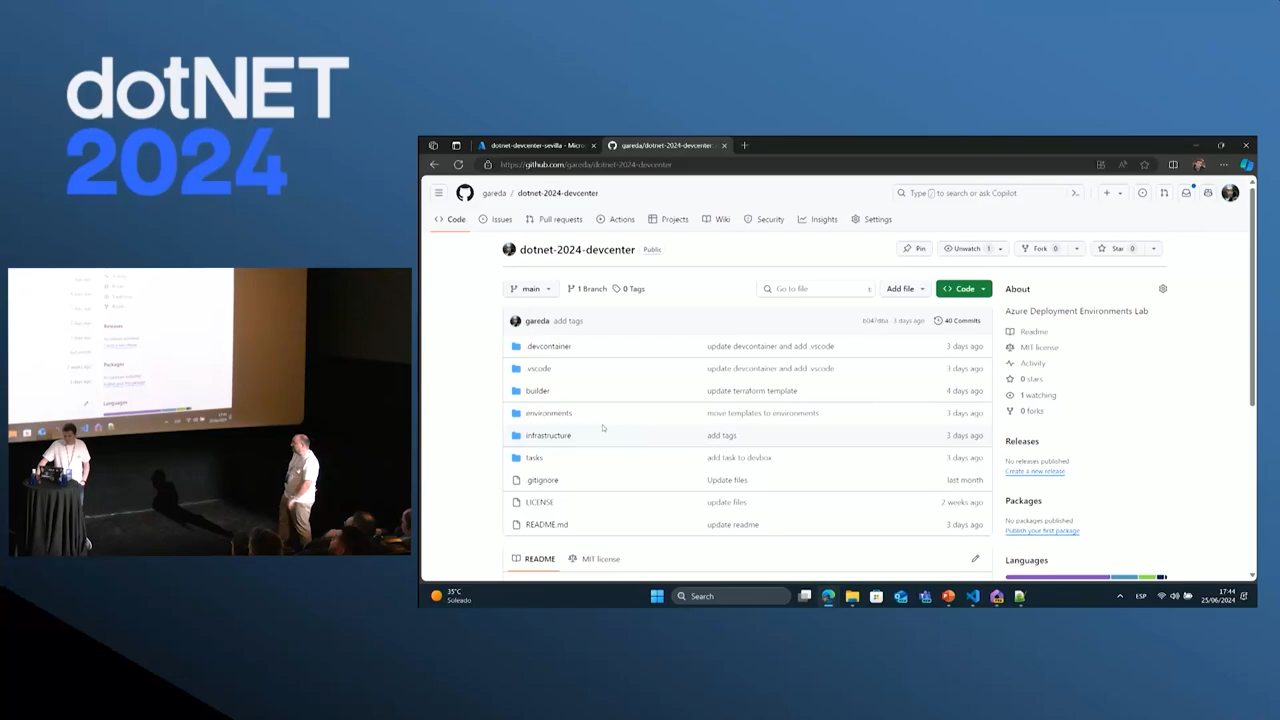 dotNET
2024
dotnet-devcenter-sevilla - Micro
gareda/dotnet-2024-devcenter
https://github.com/gareda/dotnet-2024-devcenter
gareda / dotnet-2024-devcenter
Type / to search or ask Copilot
Code Issues Pull requests Actions Projects Wiki Security Insights Settings
dotnet-2024-devcenter Public
Pin Unwatch 1 Fork 0 Star 0
main 1 Branch 0 Tags Go to file t Add file Code
gareda add tags 3 days ago 40 Commits
.devcontainer update devcontainer and add .vscode 3 days ago
.vscode update devcontainer and add .vscode 3 days ago
builder update terraform template 4 days ago
environments move templates to environments 3 days ago
infrastructure add tags 3 days ago
tasks add task to devbox 3 days ago
.gitignore Update files last month
LICENSE update files 2 weeks ago
README.md update readme 3 days ago
README MIT license
About
Azure Deployment Environments Lab
Readme
MIT license
Activity
0 stars
1 watching
0 forks
Releases
No releases published
Create a new release
Packages
No packages published
Publish your first package
Languages
35°C
Soleado
Search
ESP
17:44
25/06/2024
Releases
Packages
Languages